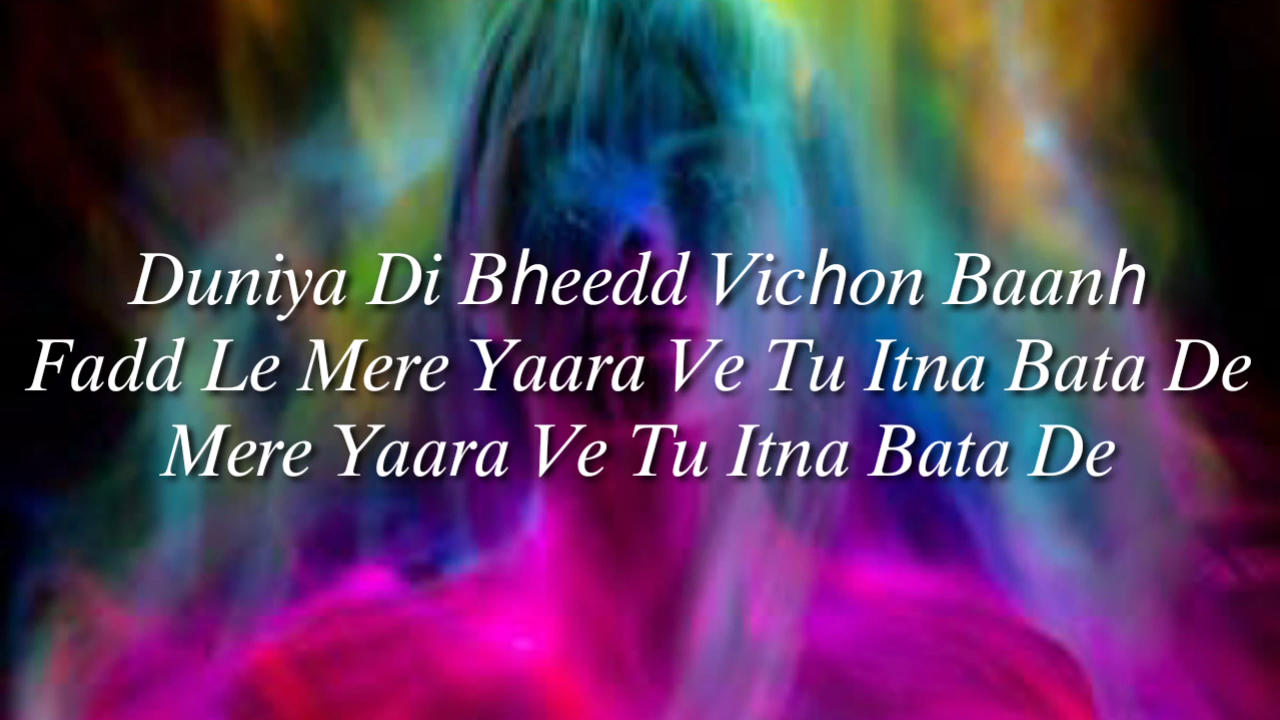 Duniya Di Bheedd Vichon Baanh
Fadd Le Mere Yaara Ve Tu Itna Bata De
Mere Yaara Ve Tu Itna Bata De